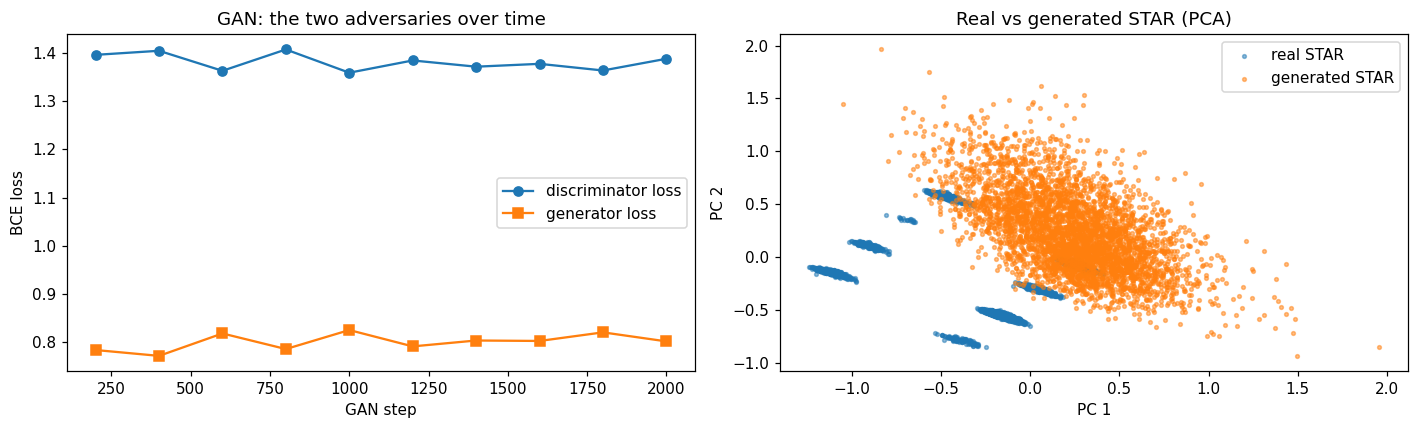 GAN: the two adversaries over time
BCE loss
1.4
1.3
1.2
1.1
1.0
0.9
0.8
discriminator loss
generator loss
250 500 750 1000 1250 1500 1750 2000
GAN step
Real vs generated STAR (PCA)
PC 2
2.0
1.5
1.0
0.5
0.0
−0.5
−1.0
real STAR
generated STAR
−1.0 −0.5 0.0 0.5 1.0 1.5 2.0
PC 1